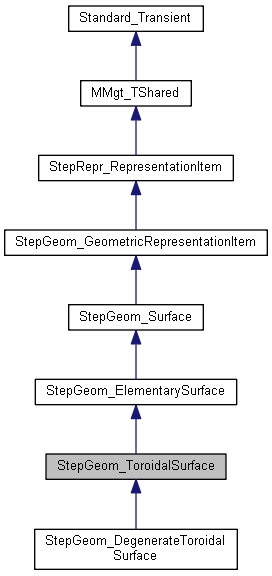 Standard_Transient
MMgt_TShared
StepRepr_RepresentationItem
StepGeom_GeometricRepresentationItem
StepGeom_Surface
StepGeom_ElementarySurface
StepGeom_ToroidalSurface
StepGeom_DegenerateToroidal
Surface